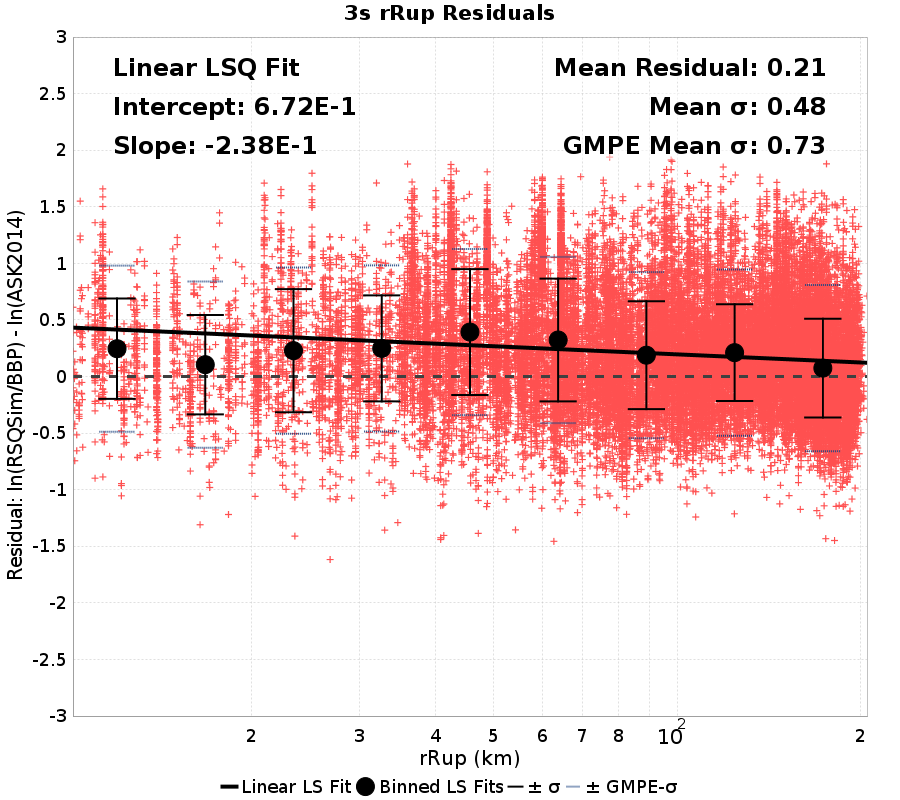 3s rRup Residuals
Linear LSQ Fit
Intercept: 6.72E-1
Slope: -2.38E-1
Mean Residual: 0.21
Mean σ: 0.48
GMPE Mean σ: 0.73
Residual: ln(RSQSim/BBP) - ln(ASK2014)
3
2.5
2
1.5
1
0.5
0
-0.5
-1
-1.5
-2
-2.5
-3
2 3 4 5 6 7 8 10² 2
rRup (km)
Linear LS Fit Binned LS Fits ± σ ± GMPE-σ